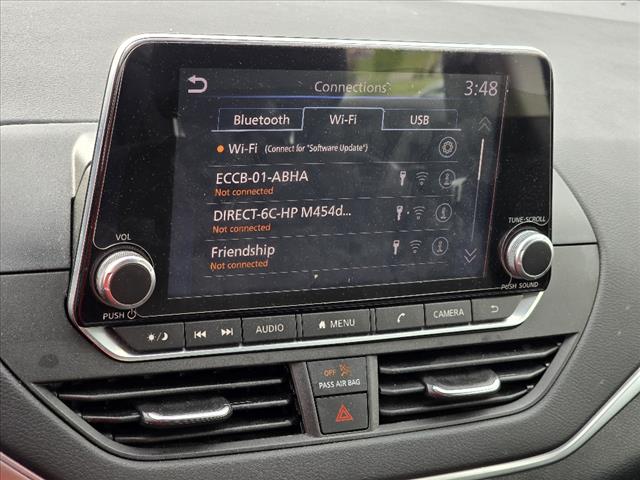 Connections
3:48
Bluetooth
Wi-Fi
USB
Wi-Fi (Connect for "Software Update")
ECCB-01-ABHA
Not connected
DIRECT-6C-HP M454d...
Not connected
Friendship
Not connected
VOL
PUSH
TUNE·SCROLL
PUSH SOUND
AUDIO
MENU
CAMERA
OFF
PASS AIR BAG